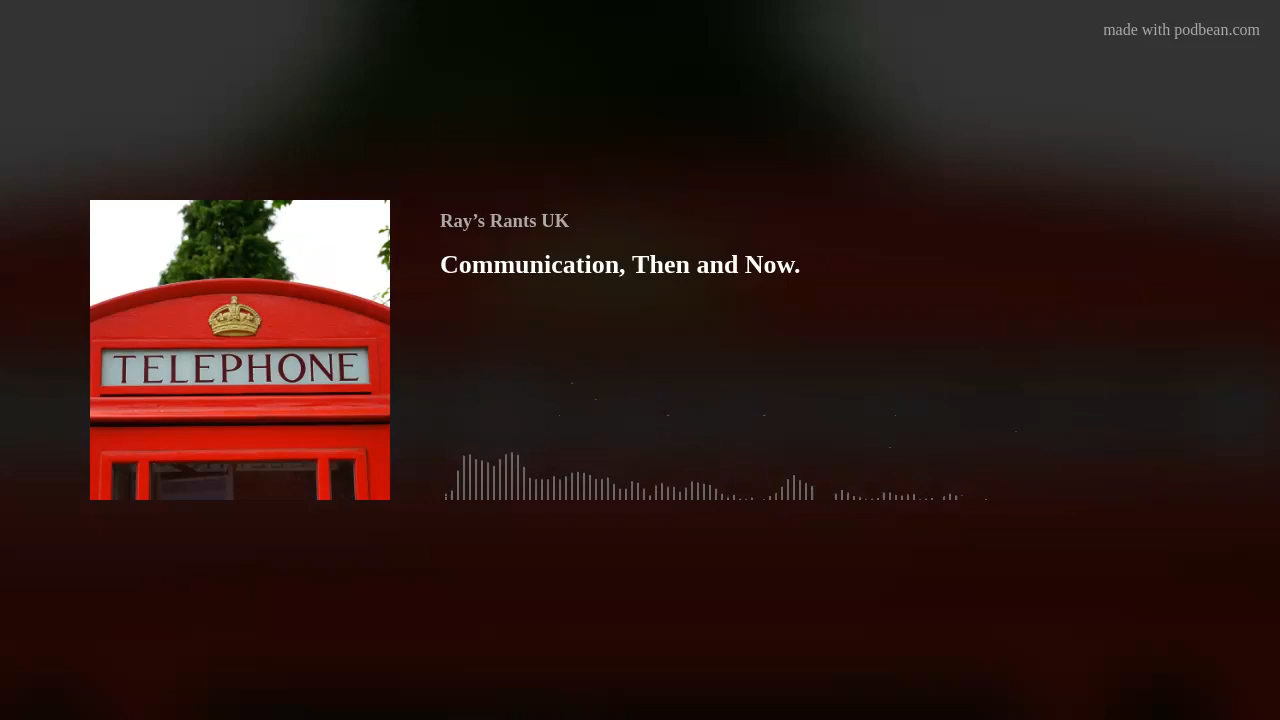 made with podbean.com
Ray’s Rants UK
Communication, Then and Now.
TELEPHONE